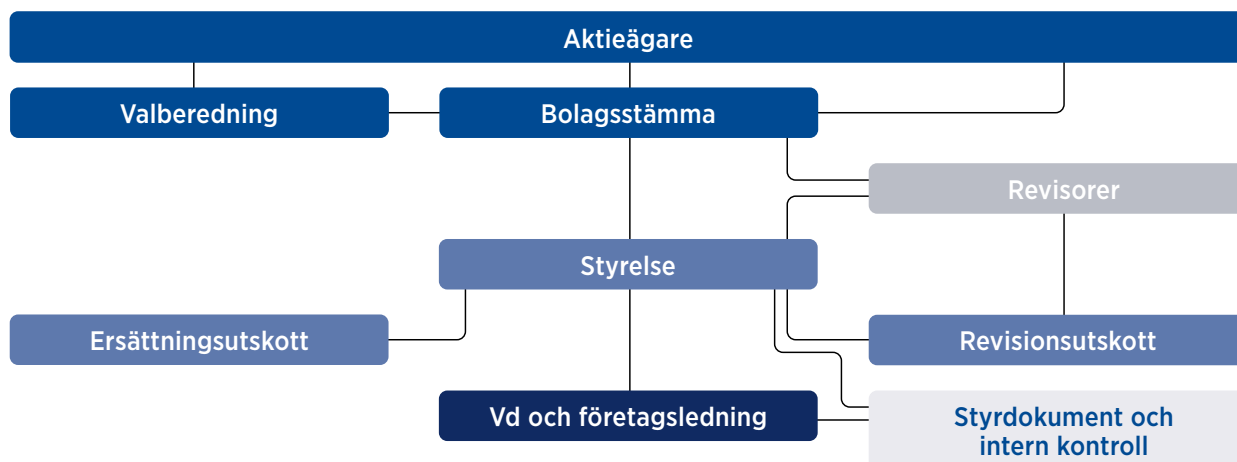 Aktieägare
Valberedning
Bolagsstämma
Revisorer
Styrelse
Ersättningsutskott
Revisionsutskott
Vd och företagsledning
Styrdokument och
intern kontroll